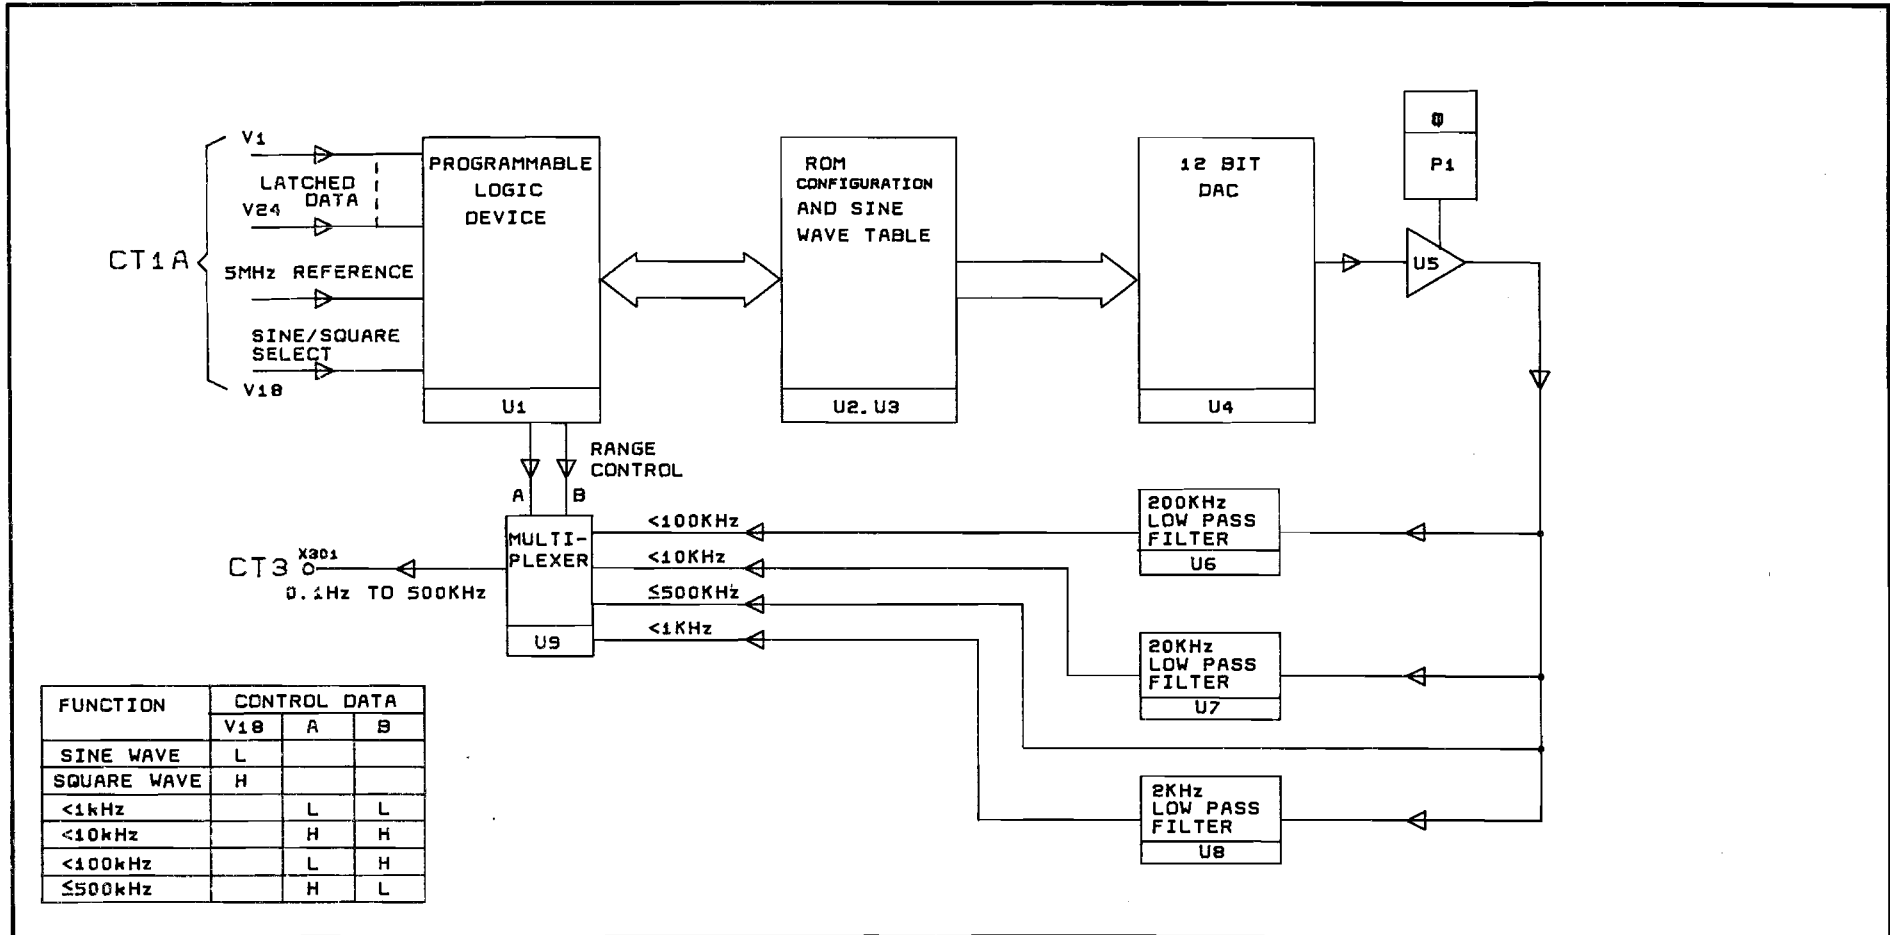 V1
LATCHED
DATA
V24
CT1A
5MHz REFERENCE
SINE/SQUARE
SELECT
V18
PROGRAMMABLE
LOGIC
DEVICE
U1
ROM
CONFIGURATION
AND SINE
WAVE TABLE
U2. U3
12 BIT
DAC
U4
P1
U5
RANGE
CONTROL
A B
MULTI-
PLEXER
U9
<100KHz
<10KHz
≤500KHz
<1KHz
CT3 X301
0.1Hz TO 500KHz
200KHz
LOW PASS
FILTER
U6
20KHz
LOW PASS
FILTER
U7
2KHz
LOW PASS
FILTER
U8
FUNCTION CONTROL DATA
V18 A B
SINE WAVE L
SQUARE WAVE H
<1kHz L L
<10kHz H H
<100kHz L H
≤500kHz H L